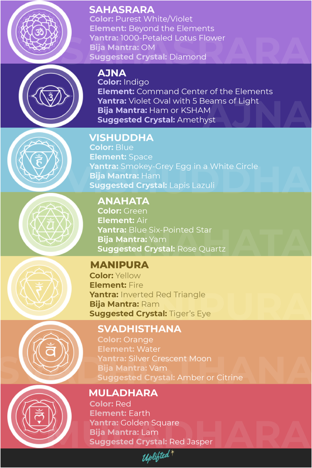 SAHASRARA
Color: Purest White/Violet
Element: Beyond the Elements
Yantra: 1000-Petaled Lotus Flower
Bija Mantra: OM
Suggested Crystal: Diamond
AJNA
Color: Indigo
Element: Command Center of the Elements
Yantra: Violet Oval with 5 Beams of Light
Bija Mantra: Ham or KSHAM
Suggested Crystal: Amethyst
VISHUDDHA
Color: Blue
Element: Space
Yantra: Smokey-Grey Egg in a White Circle
Bija Mantra: Ham
Suggested Crystal: Lapis Lazuli
ANAHATA
Color: Green
Element: Air
Yantra: Blue Six-Pointed Star
Bija Mantra: Yam
Suggested Crystal: Rose Quartz
MANIPURA
Color: Yellow
Element: Fire
Yantra: Inverted Red Triangle
Bija Mantra: Ram
Suggested Crystal: Tiger's Eye
SVADHISTHANA
Color: Orange
Element: Water
Yantra: Silver Crescent Moon
Bija Mantra: Vam
Suggested Crystal: Amber or Citrine
MULADHARA
Color: Red
Element: Earth
Yantra: Golden Square
Bija Mantra: Lam
Suggested Crystal: Red Jasper
Uplifted